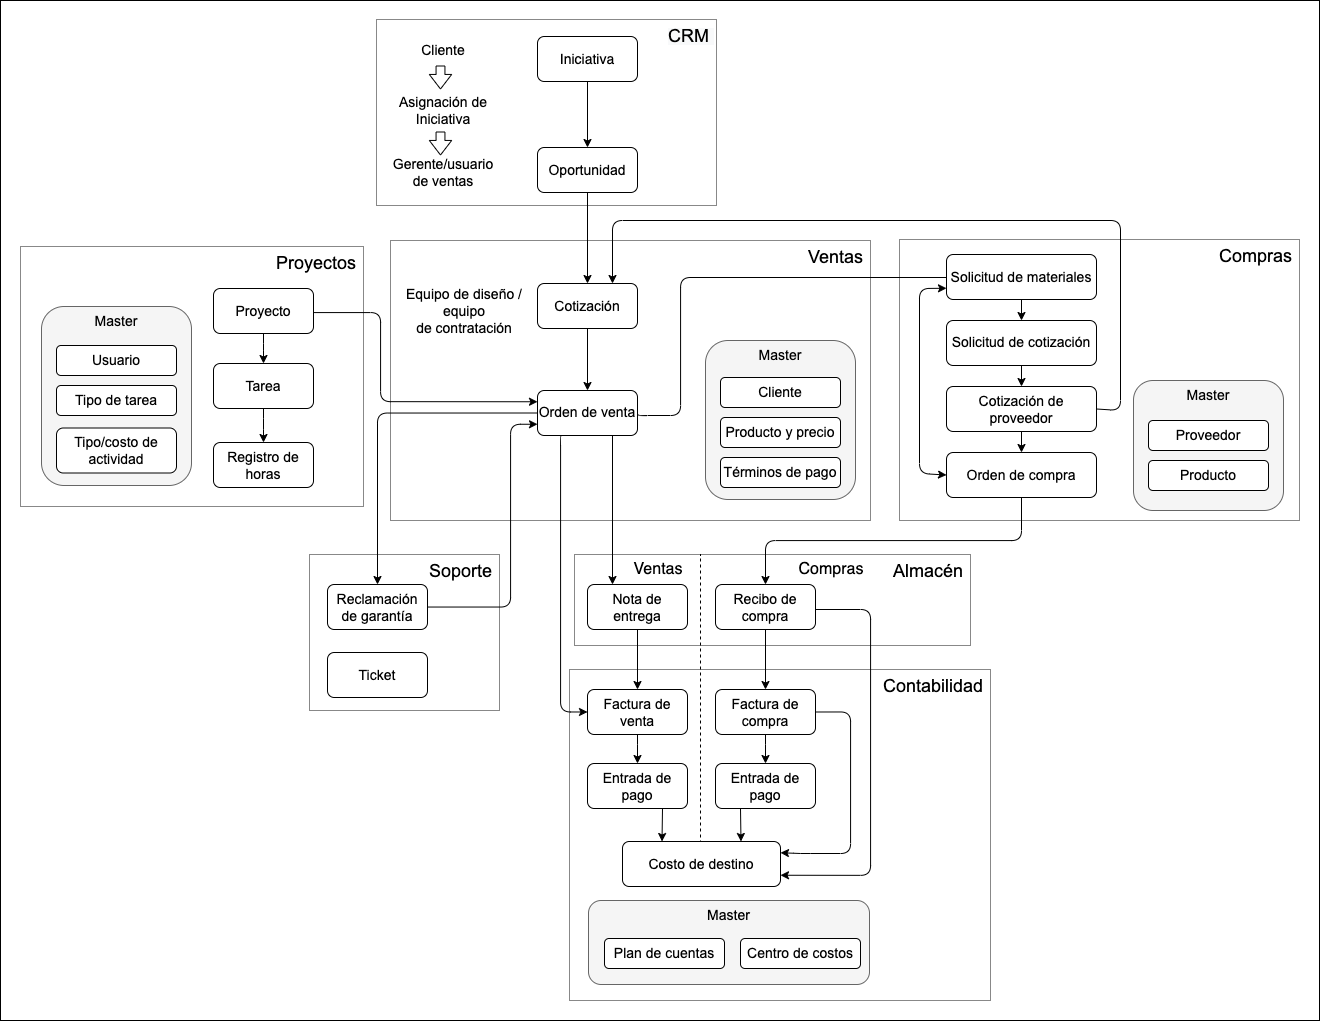 CRM
Cliente
Asignación de
Iniciativa
Gerente/usuario
de ventas
Iniciativa
Oportunidad
Proyectos
Master
Usuario
Tipo de tarea
Tipo/costo de
actividad
Proyecto
Tarea
Registro de
horas
Ventas
Equipo de diseño /
equipo
de contratación
Cotización
Orden de venta
Master
Cliente
Producto y precio
Términos de pago
Compras
Solicitud de materiales
Solicitud de cotización
Cotización de
proveedor
Orden de compra
Master
Proveedor
Producto
Soporte
Reclamación
de garantía
Ticket
Ventas
Compras
Almacén
Nota de
entrega
Recibo de
compra
Contabilidad
Factura de
venta
Factura de
compra
Entrada de
pago
Entrada de
pago
Costo de destino
Master
Plan de cuentas
Centro de costos